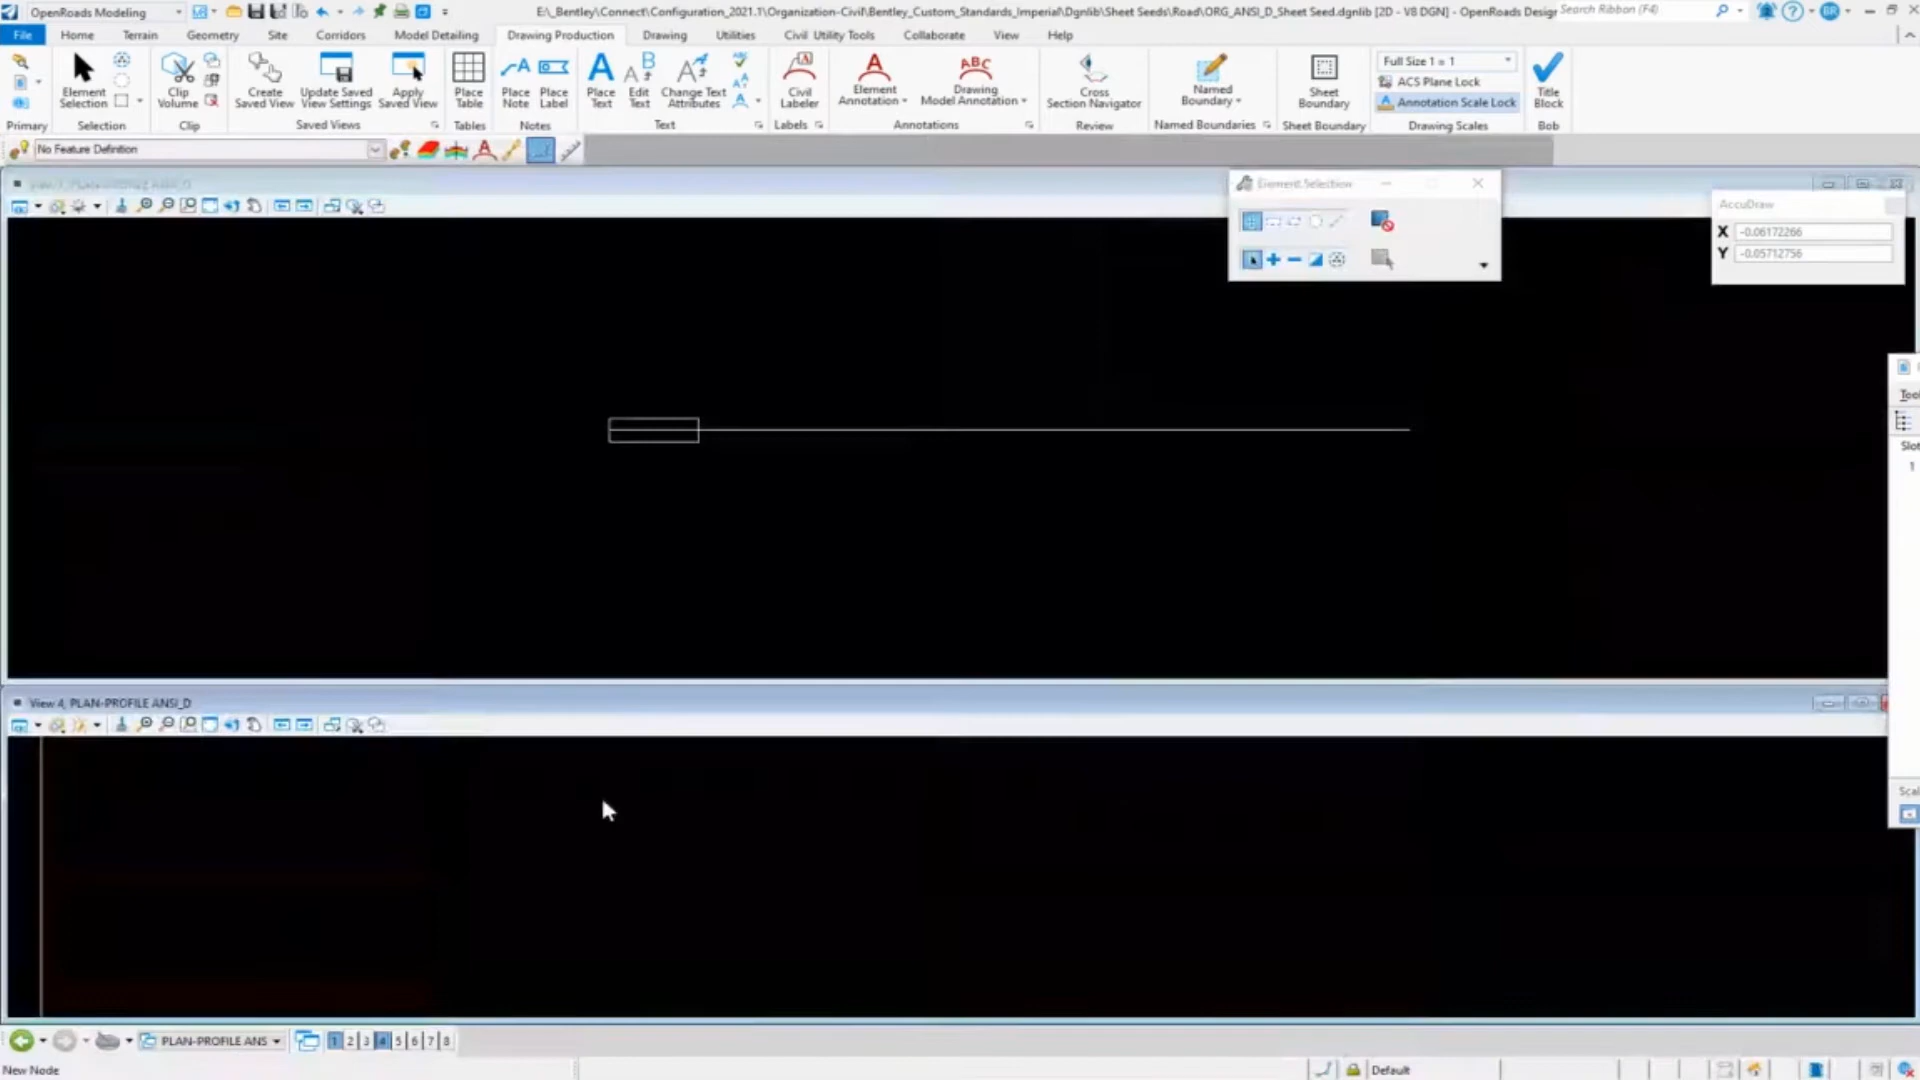 OpenRoads Modeling
E:\_Bentley\Connect\Configuration_2021.1\Organization-Civil\Bentley_Custom_Standards_Imperial\Dgnlib\Sheet Seeds\Road\ORG_ANSI_D_Sheet Seed.dgnlib [2D - V8 DGN] - OpenRoads Desigr
Search Ribbon (F4)
BR
File Home Terrain Geometry Site Corridors Model Detailing Drawing Production Drawing Utilities Civil Utility Tools Collaborate View Help
Element Selection
Clip Volume
Create Saved View
Update Saved View Settings
Apply Saved View
Place Table
Place Note
Place Label
Place Text
Edit Text
Change Text Attributes
Civil Labeler
Element Annotation
Drawing Model Annotation
Cross Section Navigator
Named Boundary
Sheet Boundary
Full Size 1 = 1
ACS Plane Lock
Annotation Scale Lock
Title Block
Primary Selection Clip Saved Views Tables Notes Text Labels Annotations Review Named Boundaries Sheet Boundary Drawing Scales Bob
No Feature Definition
Element Selection
AccuDraw
X -0.06172266
Y -0.05712756
Tool
Slot
1
View 4, PLAN-PROFILE ANSI_D
Scal
PLAN-PROFILE ANS
1 2 3 4 5 6 7 8
New Node
Default